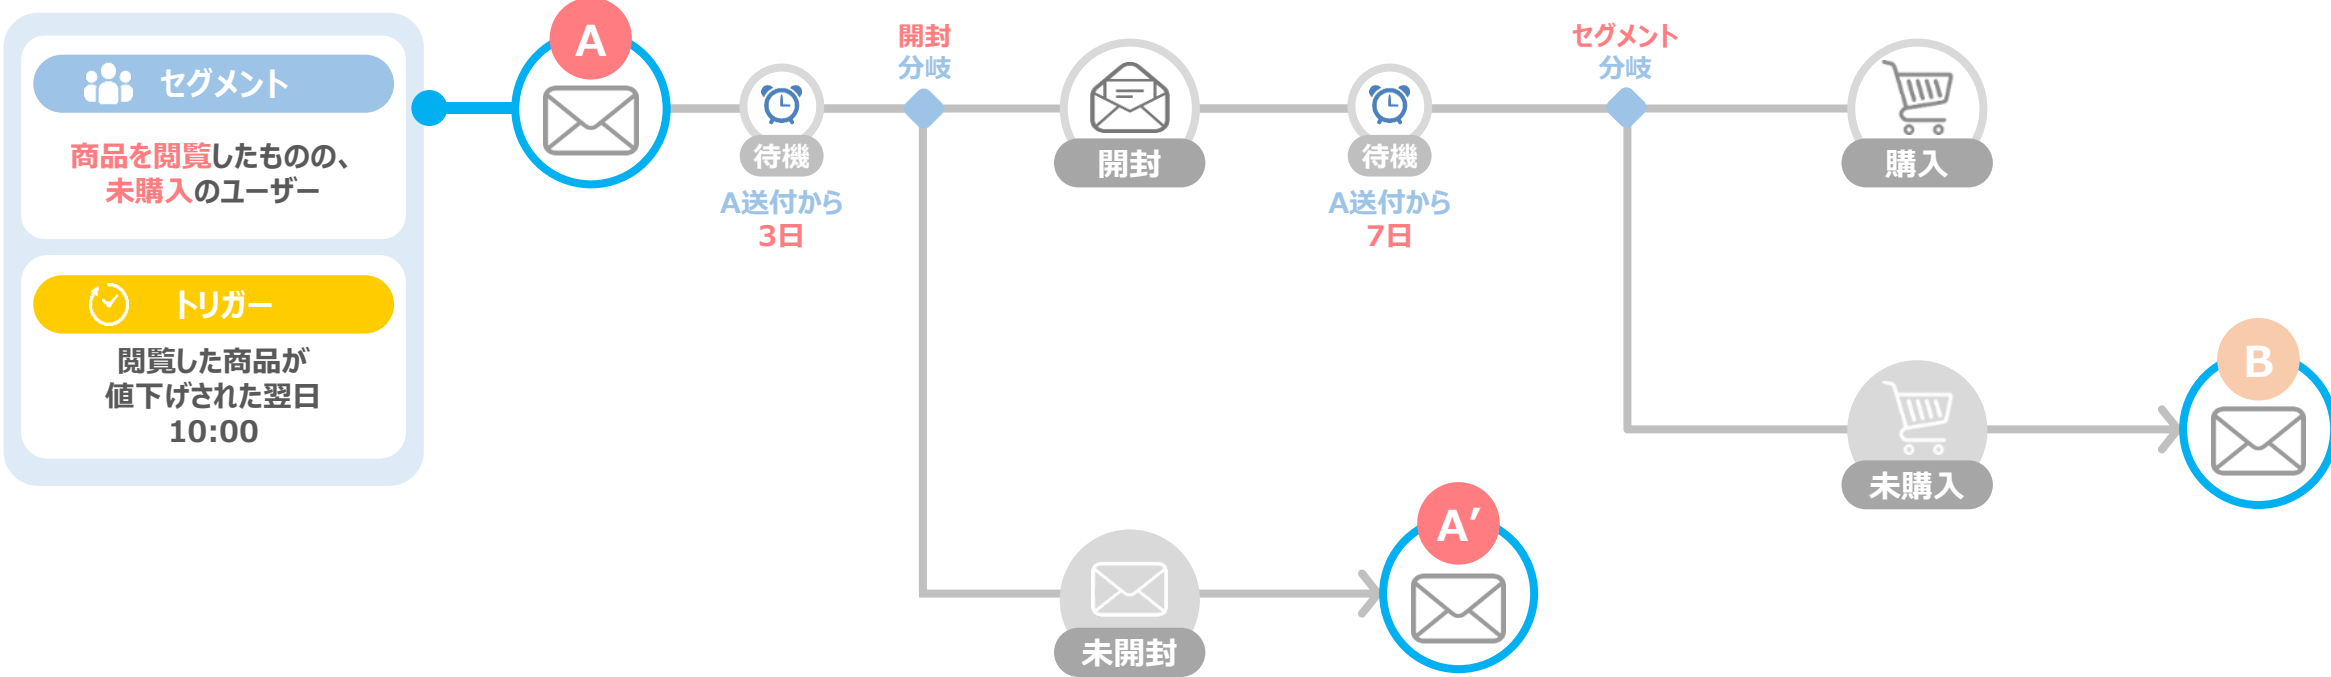 セグメント
商品を閲覧したものの、
未購入のユーザー
トリガー
閲覧した商品が
値下げされた翌日
10:00
A
待機
A送付から
3日
開封
分岐
開封
待機
A送付から
7日
セグメント
分岐
購入
未購入
B
未開封
A′